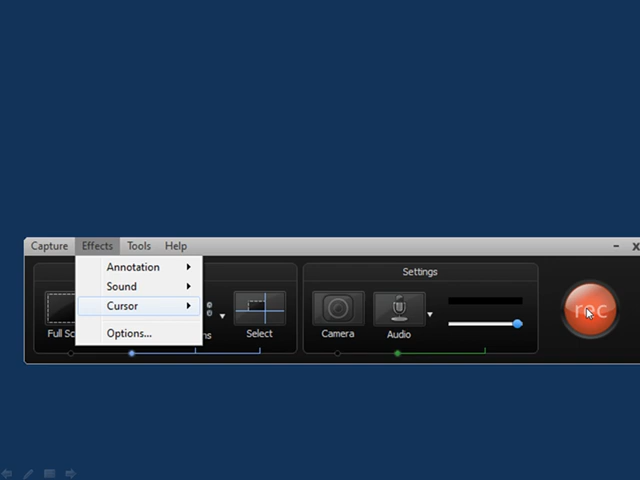 Capture Effects Tools Help
Annotation
Sound
Cursor
Options...
Settings
Full Sc
ns
Select
Camera
Audio
rec